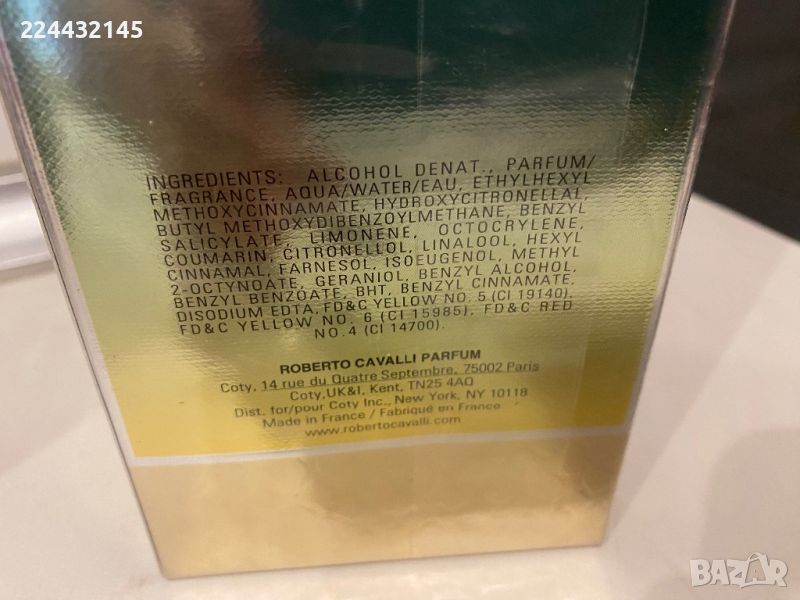 224432145
INGREDIENTS: ALCOHOL DENAT., PARFUM/
FRAGRANCE, AQUA/WATER/EAU, ETHYLHEXYL
METHOXYCINNAMATE, HYDROXYCITRONELLAL,
BUTYL METHOXYDIBENZOYLMETHANE, BENZYL
SALICYLATE, LIMONENE, OCTOCRYLENE,
COUMARIN, CITRONELLOL, LINALOOL, HEXYL
CINNAMAL, FARNESOL, ISOEUGENOL, METHYL
2-OCTYNOATE, GERANIOL, BENZYL ALCOHOL,
BENZYL BENZOATE, BHT, BENZYL CINNAMATE,
DISODIUM EDTA, FD&C YELLOW NO. 5 (CI 19140),
FD&C YELLOW NO. 6 (CI 15985), FD&C RED
NO.4 (CI 14700).
ROBERTO CAVALLI PARFUM
Coty, 14 rue du Quatre Septembre, 75002 Paris
Coty,UK&I, Kent, TN25 4AQ
Dist. for/pour Coty Inc., New York, NY 10118
Made in France / Fabriqué en France
www.robertocavalli.com
BAZAR